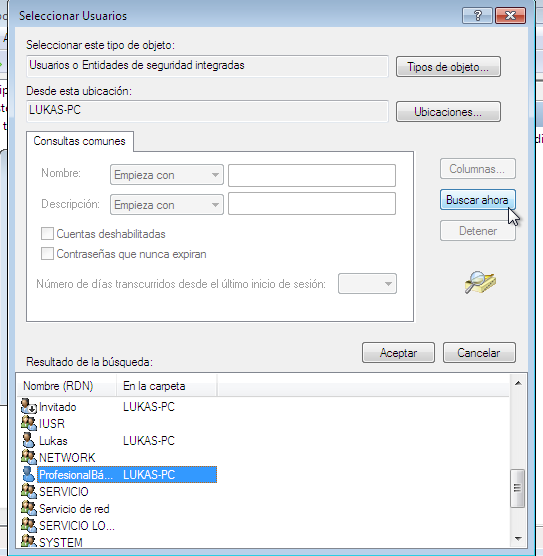 Seleccionar Usuarios
Seleccionar este tipo de objeto:
Usuarios o Entidades de seguridad integradas
Tipos de objeto...
Desde esta ubicación:
LUKAS-PC
Ubicaciones...
Consultas comunes
Nombre:
Empieza con
Descripción:
Empieza con
Cuentas deshabilitadas
Contraseñas que nunca expiran
Número de días transcurridos desde el último inicio de sesión:
Columnas...
Buscar ahora
Detener
Aceptar
Cancelar
Resultado de la búsqueda:
Nombre (RDN) En la carpeta
Invitado LUKAS-PC
IUSR
Lukas LUKAS-PC
NETWORK
ProfesionalBá... LUKAS-PC
SERVICIO
Servicio de red
SERVICIO LO...
SYSTEM